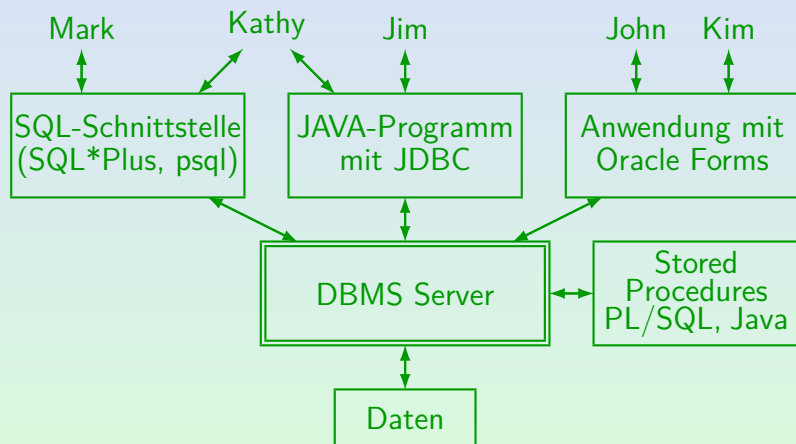 Mark
Kathy
Jim
John
Kim
SQL-Schnittstelle
(SQL*Plus, psql)
JAVA-Programm
mit JDBC
Anwendung mit
Oracle Forms
DBMS Server
Stored
Procedures
PL/SQL, Java
Daten